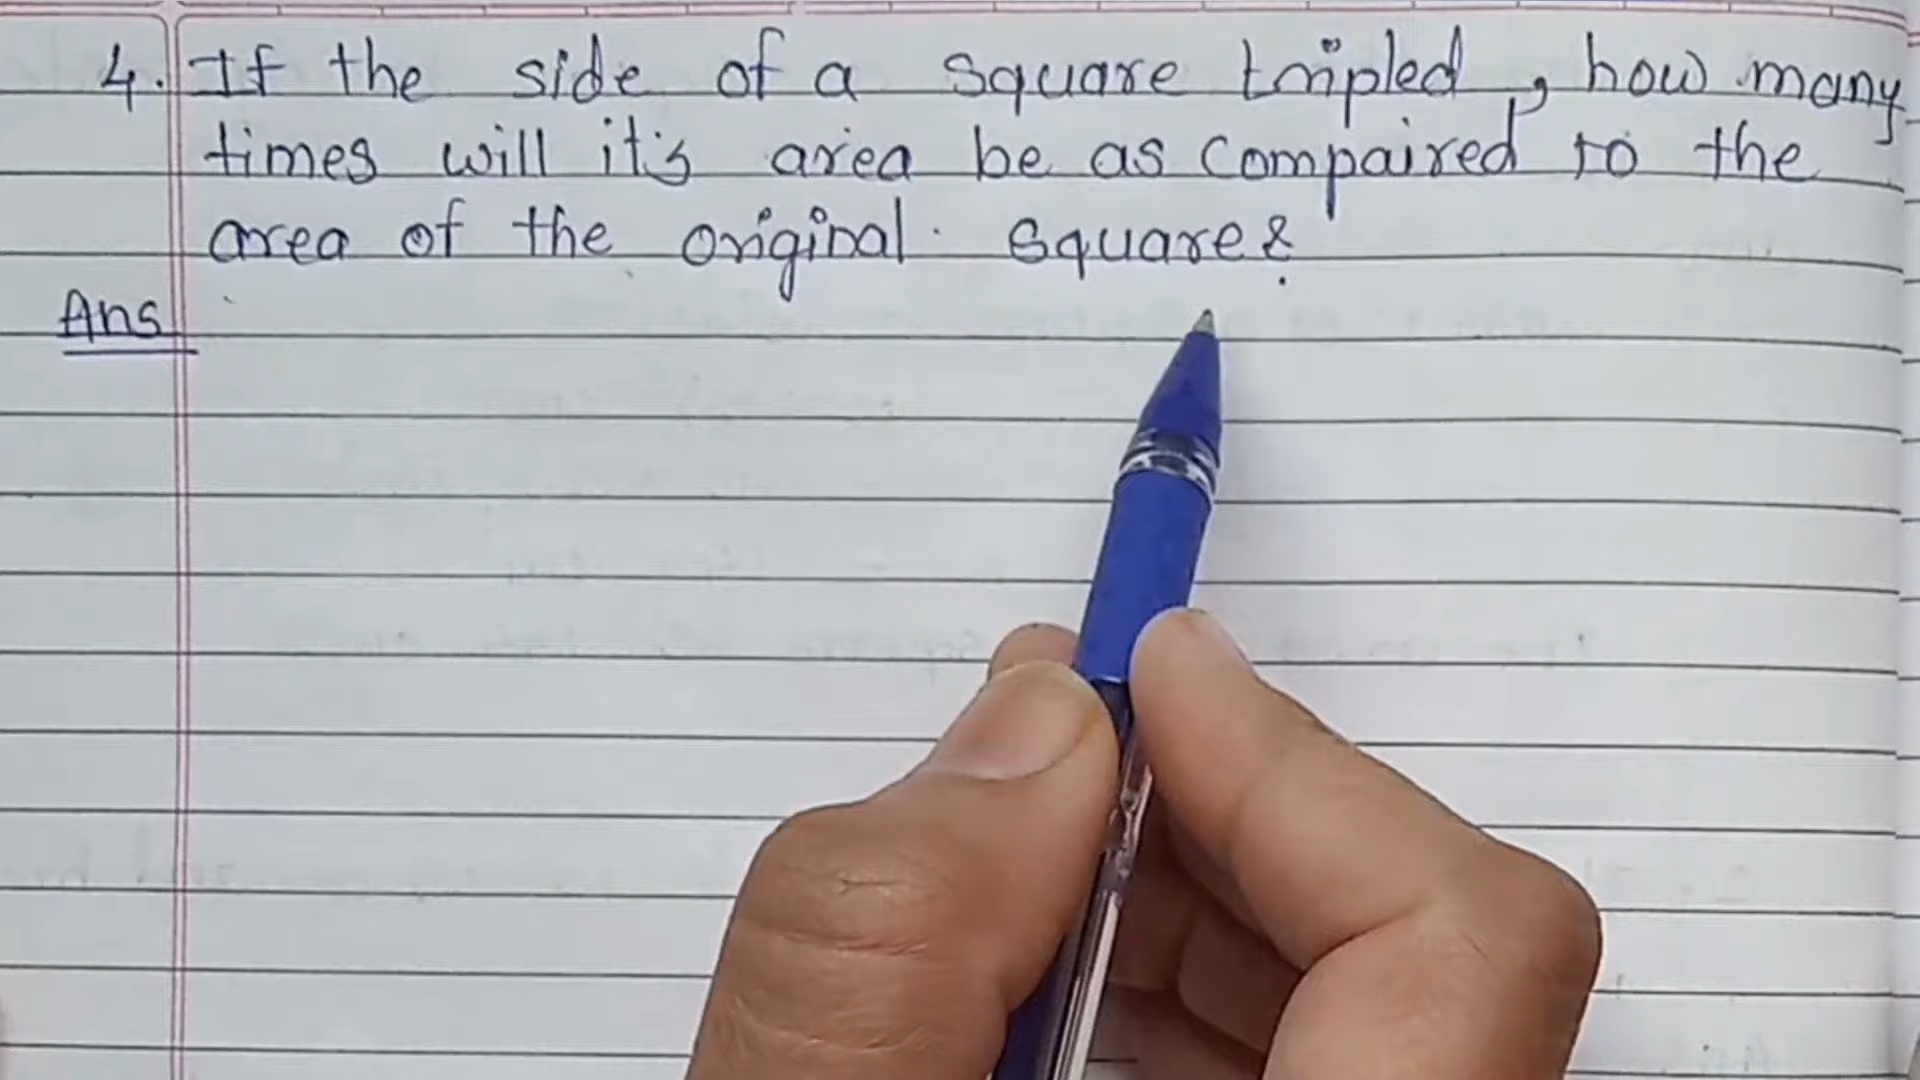 4. If the side of a square tripled, how many
times will it's area be as compaired to the
area of the original square?
Ans